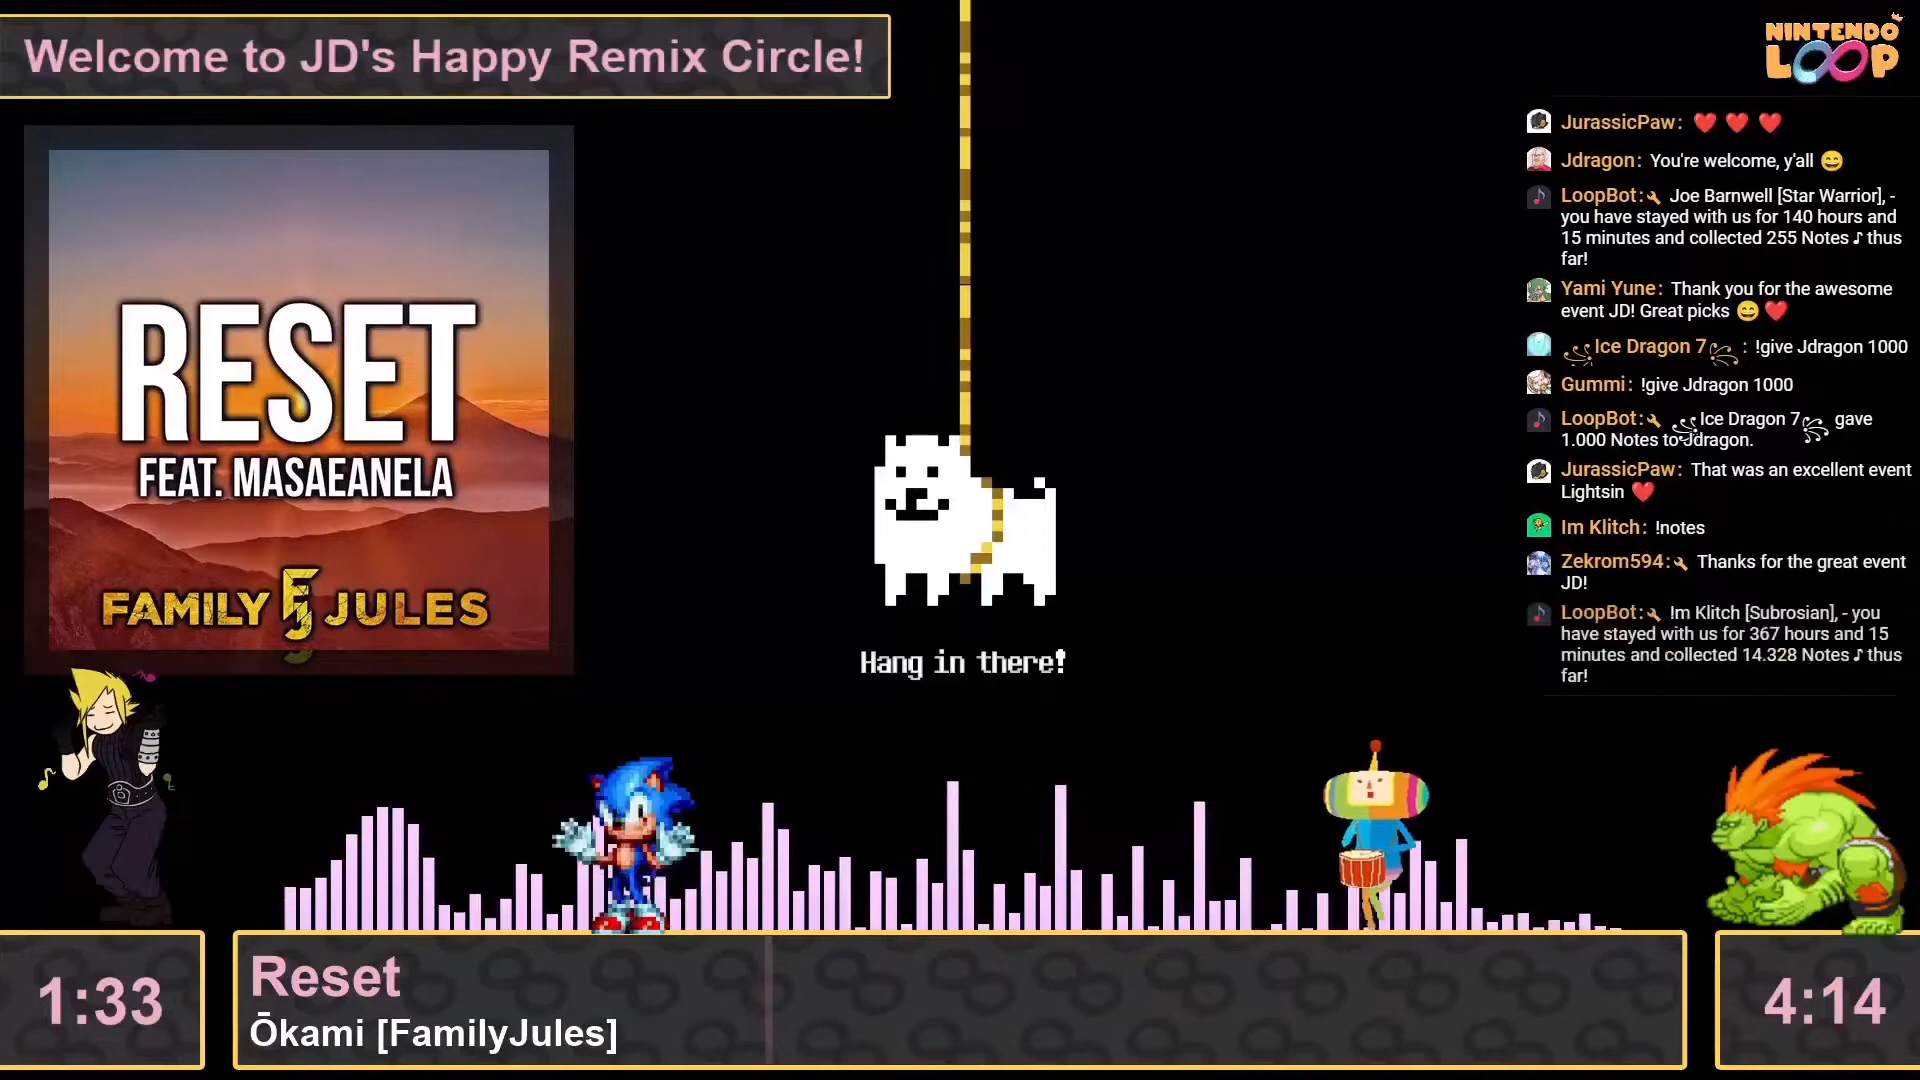 Welcome to JD's Happy Remix Circle!
NINTENDO
LOOP
RESET
FEAT. MASAEANELA
FAMILY FJ JULES
Hang in there!
JurassicPaw: ❤️ ❤️ ❤️
Jdragon: You're welcome, y'all 😄
LoopBot: Joe Barnwell [Star Warrior], -
you have stayed with us for 140 hours and
15 minutes and collected 255 Notes ♪ thus
far!
Yami Yune: Thank you for the awesome
event JD! Great picks 😄 ❤️
Ice Dragon 7 : !give Jdragon 1000
Gummi: !give Jdragon 1000
LoopBot: Ice Dragon 7 gave
1.000 Notes to Jdragon.
JurassicPaw: That was an excellent event
Lightsin ❤️
Im Klitch: !notes
Zekrom594: Thanks for the great event
JD!
LoopBot: !Im Klitch [Subrosian], - you
have stayed with us for 367 hours and 15
minutes and collected 14.328 Notes ♪ thus
far!
1:33
Reset
Ōkami [FamilyJules]
4:14